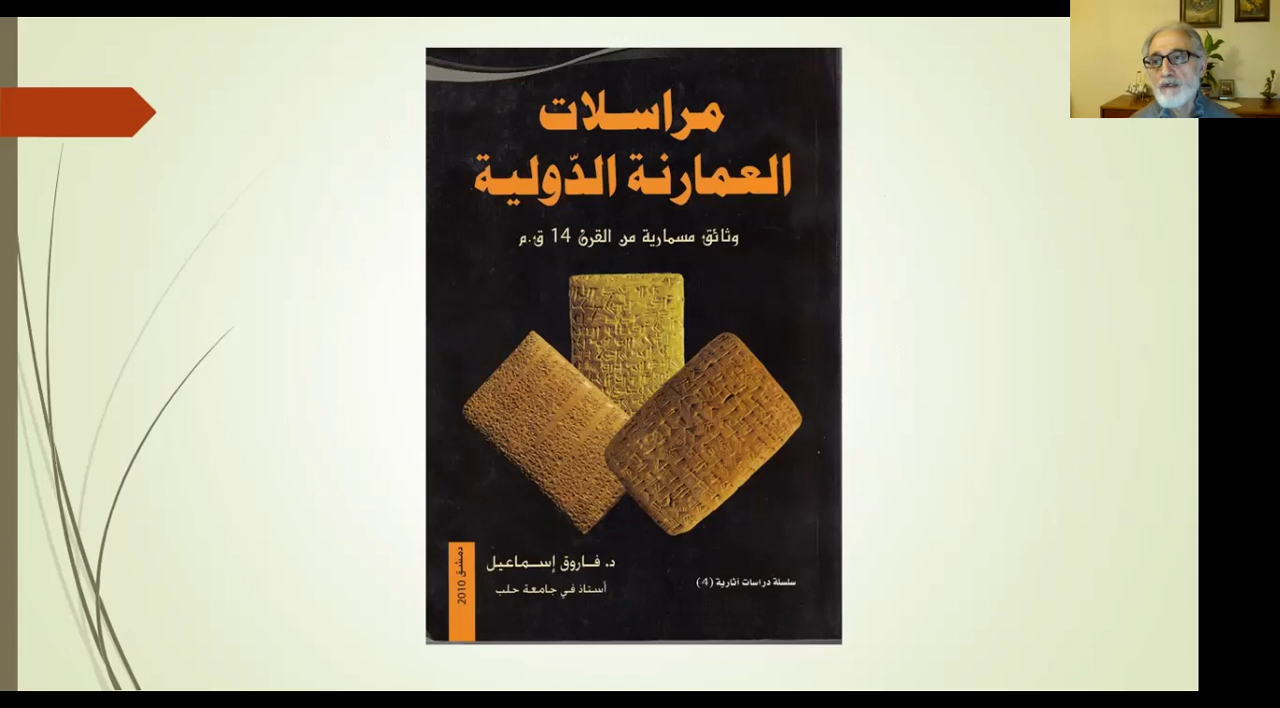 مراسلات
العمارنة الدّولية
وثائق مسمارية من القرن 14 ق.م
د. فاروق إسماعيل
أستاذ في جامعة حلب
سلسلة دراسات آثارية (4)
دمشق 2010